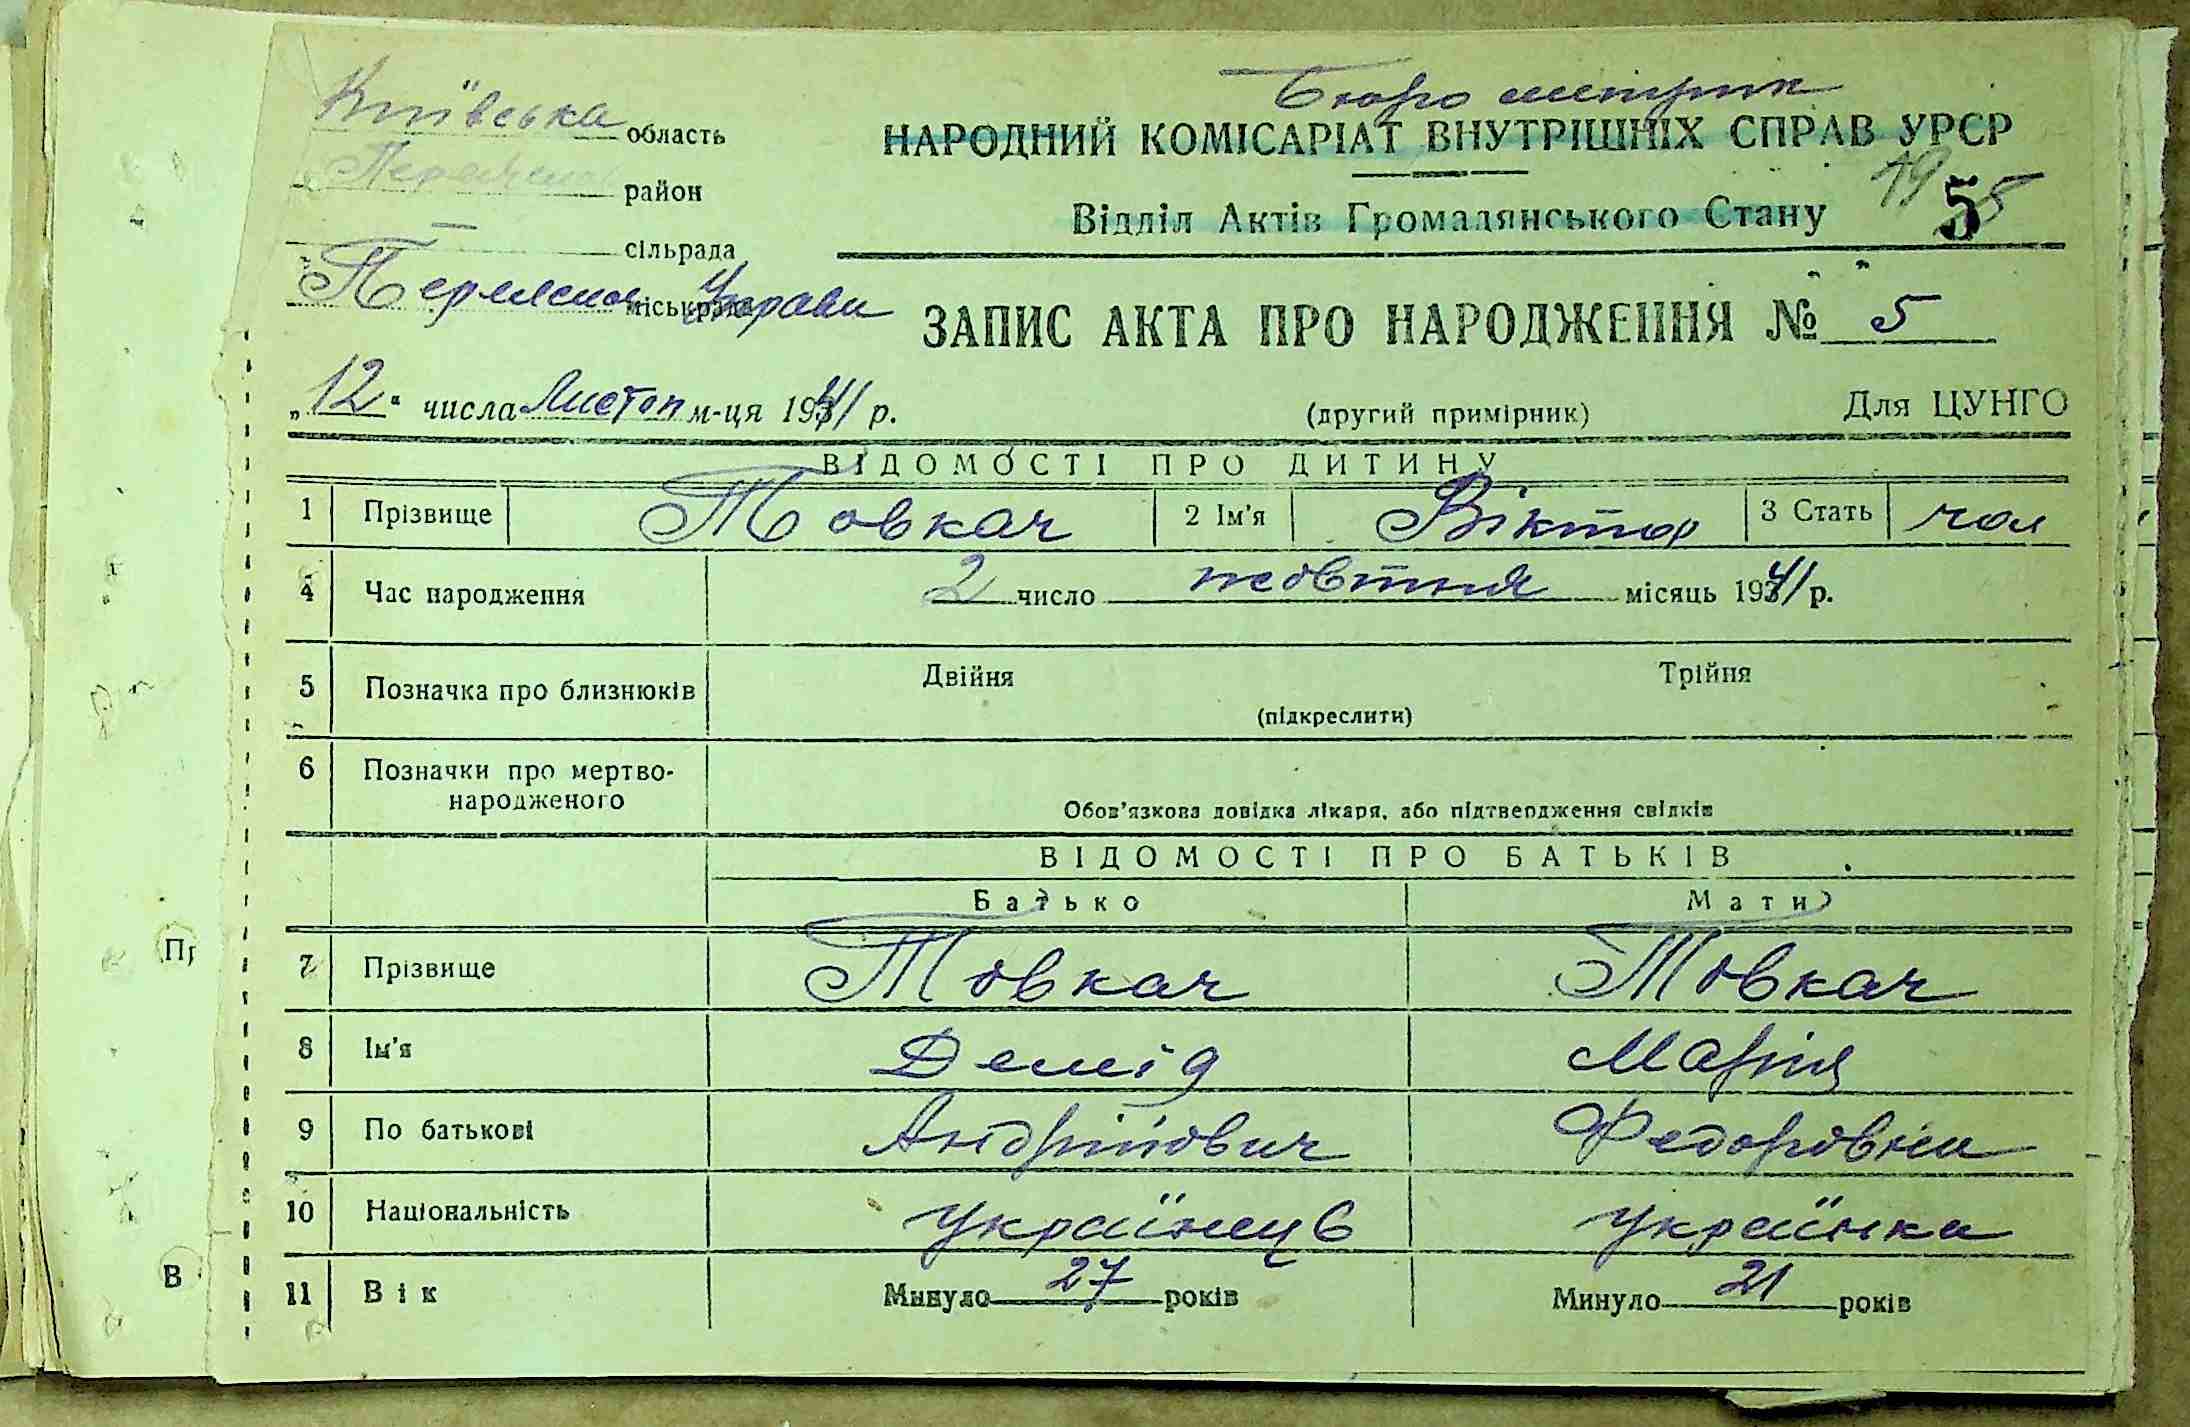 Бюро метрик
Київська область
НАРОДНИЙ КОМІСАРІАТ ВНУТРІШНІХ СПРАВ УРСР
район
Відділ Актів Громадянського Стану
5
сільрада
міськрада Управи
ЗАПИС АКТА ПРО НАРОДЖЕННЯ № 5
„12“ числа Листоп м-ця 1941 р.
(другий примірник)
Для ЦУНГО
ВІДОМОСТІ ПРО ДИТИНУ
1 Прізвище Товкач 2 Ім'я Віктор 3 Стать чол
4 Час народження 2 число жовтня місяць 1941 р.
5 Позначка про близнюків Двійня Трійня
(підкреслити)
6 Позначки про мертво-
народженого
Обов'язкова довідка лікаря, або підтвердження свідків
ВІДОМОСТІ ПРО БАТЬКІВ
Батько Мати
7 Прізвище Товкач Товкач
8 Ім'я Демід Марія
9 По батькові Андрійович Федоровна
10 Національність Українець Українка
11 Вік Минуло 27 років Минуло 21 років
В